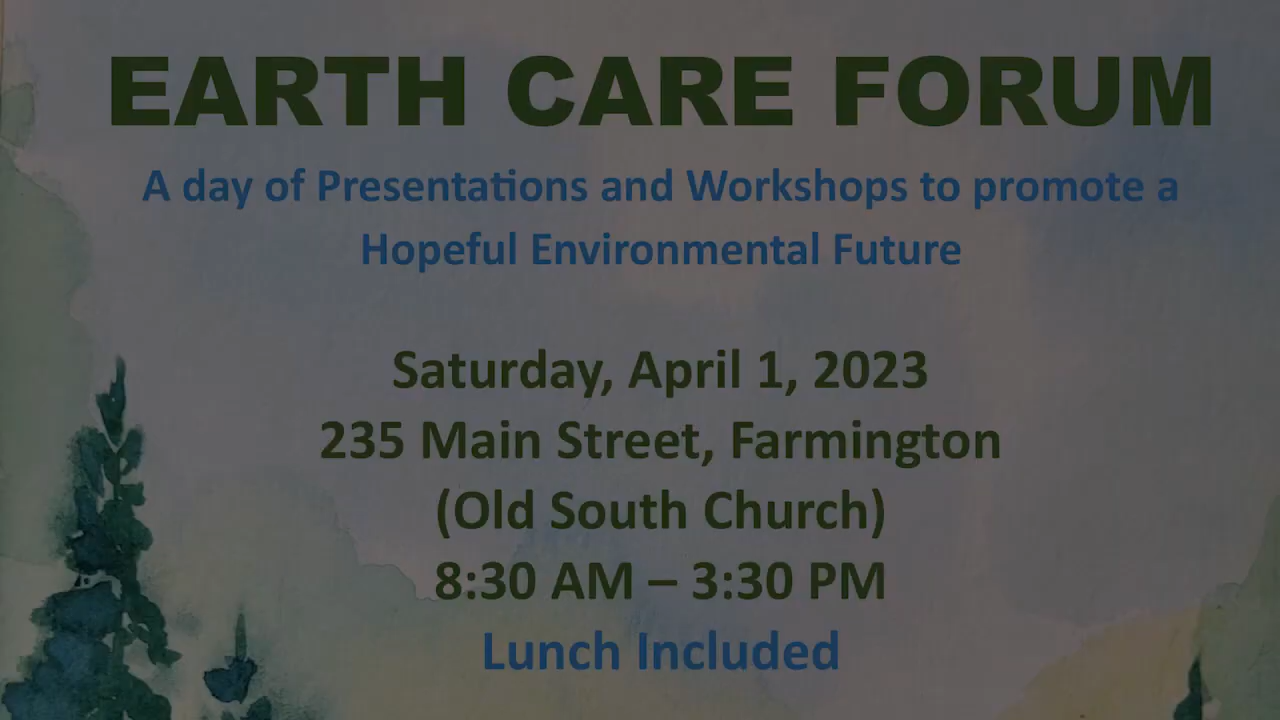 EARTH CARE FORUM
A day of Presentations and Workshops to promote a
Hopeful Environmental Future
Saturday, April 1, 2023
235 Main Street, Farmington
(Old South Church)
8:30 AM – 3:30 PM
Lunch Included